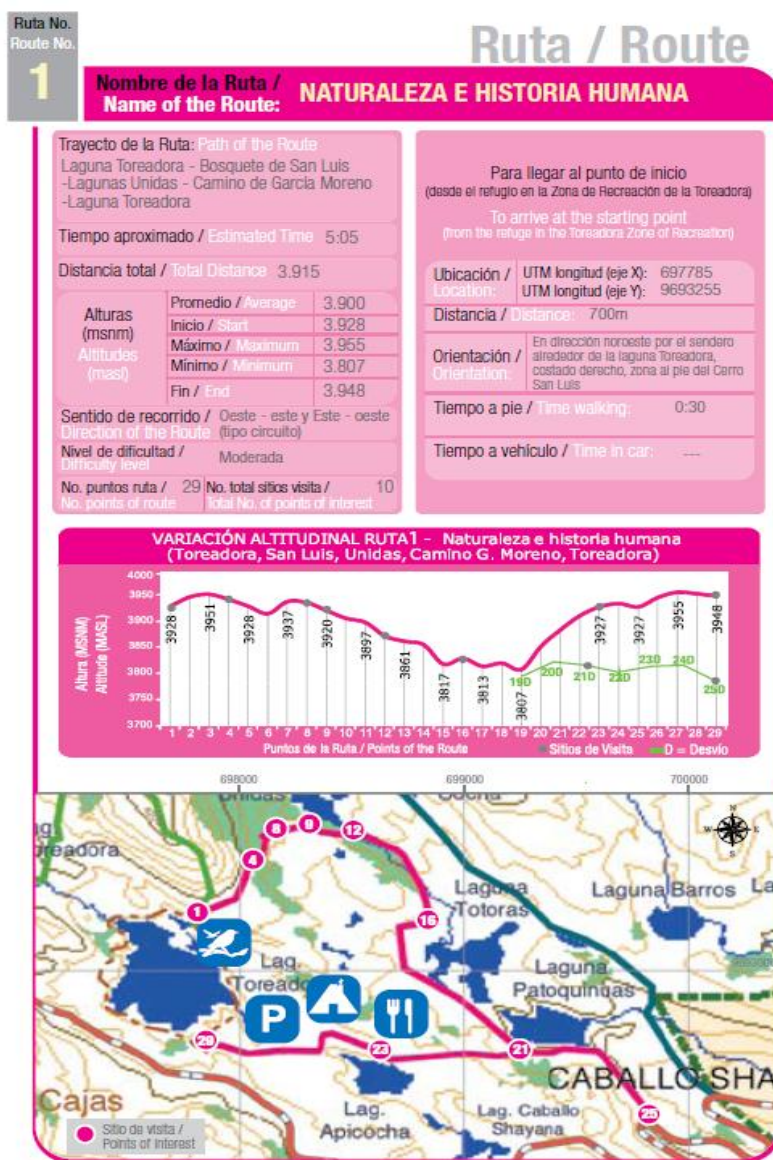 Ruta No.
Route No.
1
Ruta / Route
Nombre de la Ruta /
Name of the Route:
NATURALEZA E HISTORIA HUMANA
Trayecto de la Ruta: Path of the Route
Laguna Toreadora - Bosquete de San Luis
-Lagunas Unidas - Camino de García Moreno
-Laguna Toreadora
Tiempo aproximado / Estimated Time 5:05
Distancia total / Total Distance 3.915
Alturas
(msnm)
Altitudes
(masl)
Promedio / Average 3.900
Inicio / Start 3.928
Máximo / Maximum 3.955
Mínimo / Minimum 3.807
Fin / End 3.948
Sentido de recorrido / Oeste - este y Este - oeste
Direction of the Route (tipo circuito)
Nivel de dificultad /
Difficulty level
Moderada
No. puntos ruta / 29 No. total sitios visita / 10
No. points of route Total No. of points of interest
Para llegar al punto de inicio
(desde el refugio en la Zona de Recreación de la Toreadora)
To arrive at the starting point
(from the refuge in the Toreadora Zone of Recreation)
Ubicación /
Location:
UTM longitud (eje X): 697785
UTM longitud (eje Y): 9693255
Distancia / Distance: 700m
Orientación /
Orientation:
En dirección noroeste por el sendero
alrededor de la laguna Toreadora,
costado derecho, zona al pie del Cerro
San Luis
Tiempo a pie / Time walking: 0:30
Tiempo a vehículo / Time in car: ---
VARIACIÓN ALTITUDINAL RUTA1 - Naturaleza e historia humana
(Toreadora, San Luis, Unidas, Camino G. Moreno, Toreadora)
Altura (MSNM)
Altitude (MASL)
4000
3950
3900
3850
3800
3750
3700
3928
3951
3928
3937
3920
3897
3861
3817
3813
3807
3927
3927
3955
3948
19D
20D
21D
22D
23D
24D
25D
1 2 3 4 5 6 7 8 9 10 11 12 13 14 15 16 17 18 19 20 21 22 23 24 25 26 27 28 29
Puntos de la Ruta / Points of the Route
Sitios de Visita
D = Desvío
698000
699000
700000
Unidas
Cocha
N
W
E
S
ag.
oreadora
8
9
12
4
1
16
Laguna
Totoras
Laguna Barros
La
Lag.
Toreado
P
Laguna
Patoquinuas
29
23
21
CABALLO SHA
25
Cajas
Lag.
Apicocha
Lag. Caballo
Shayana
Sitio de visita /
Points of Interest